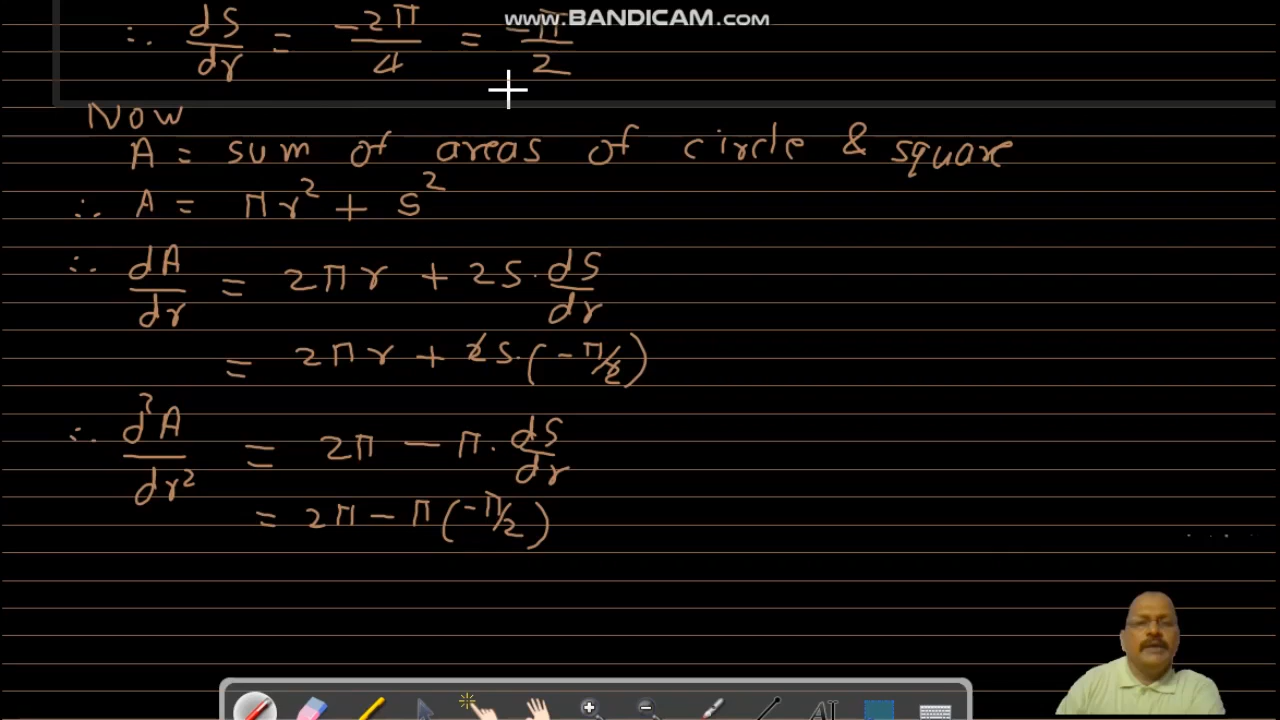 www.BANDICAM.com
∴ dS/dr = -2π/4 = -π/2
Now
A = sum of areas of circle & square
∴ A = πr² + s²
∴ dA/dr = 2πr + 2s·dS/dr
= 2πr + 2s·(-π/2)
∴ d²A/dr² = 2π - π·dS/dr
= 2π - π(-π/2)